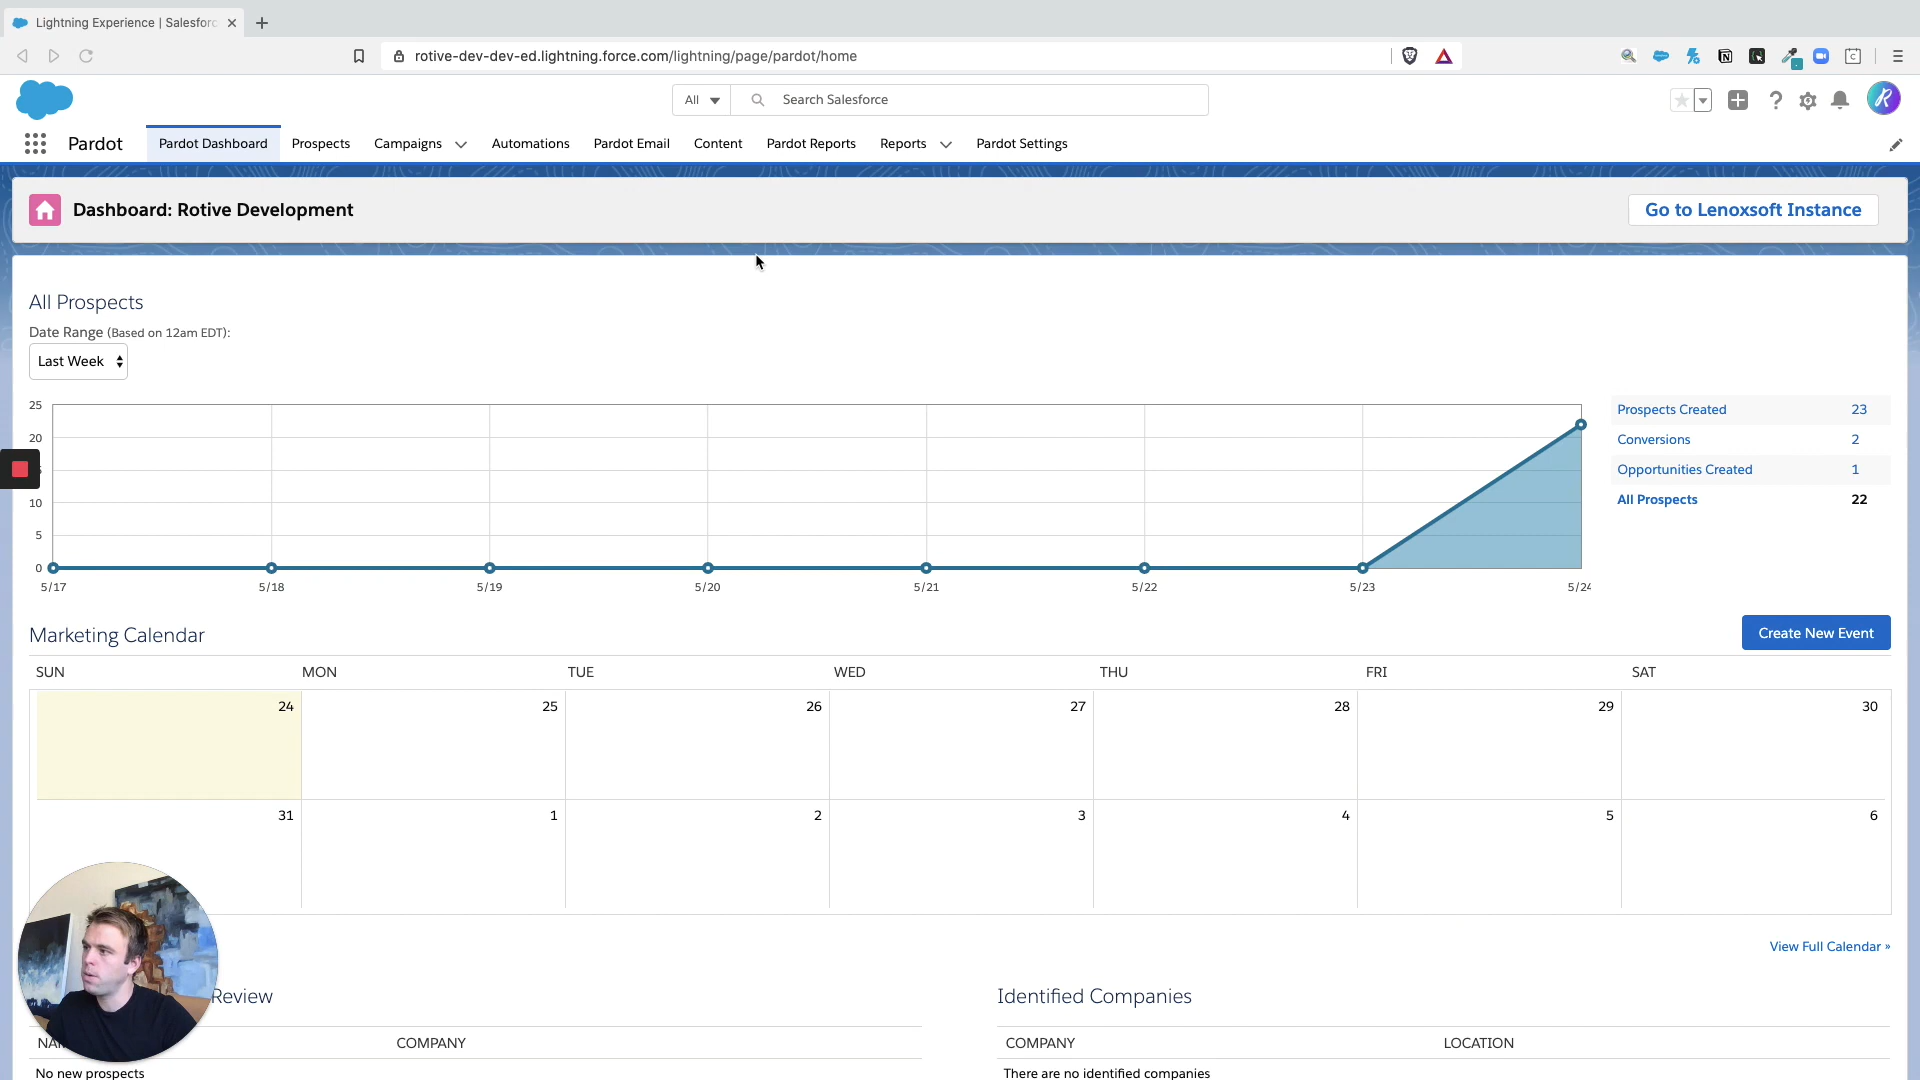 Lightning Experience | Salesforc
rotive-dev-dev-ed.lightning.force.com/lightning/page/pardot/home
All
Search Salesforce
Pardot
Pardot Dashboard
Prospects
Campaigns
Automations
Pardot Email
Content
Pardot Reports
Reports
Pardot Settings
Dashboard: Rotive Development
Go to Lenoxsoft Instance
All Prospects
Date Range (Based on 12am EDT):
Last Week
25
20
10
5
0
5/17
5/18
5/19
5/20
5/21
5/22
5/23
5/24
Prospects Created 23
Conversions 2
Opportunities Created 1
All Prospects 22
Marketing Calendar
Create New Event
SUN MON TUE WED THU FRI SAT
24 25 26 27 28 29 30
31 1 2 3 4 5 6
View Full Calendar »
Review
Identified Companies
COMPANY
COMPANY LOCATION
No new prospects
There are no identified companies